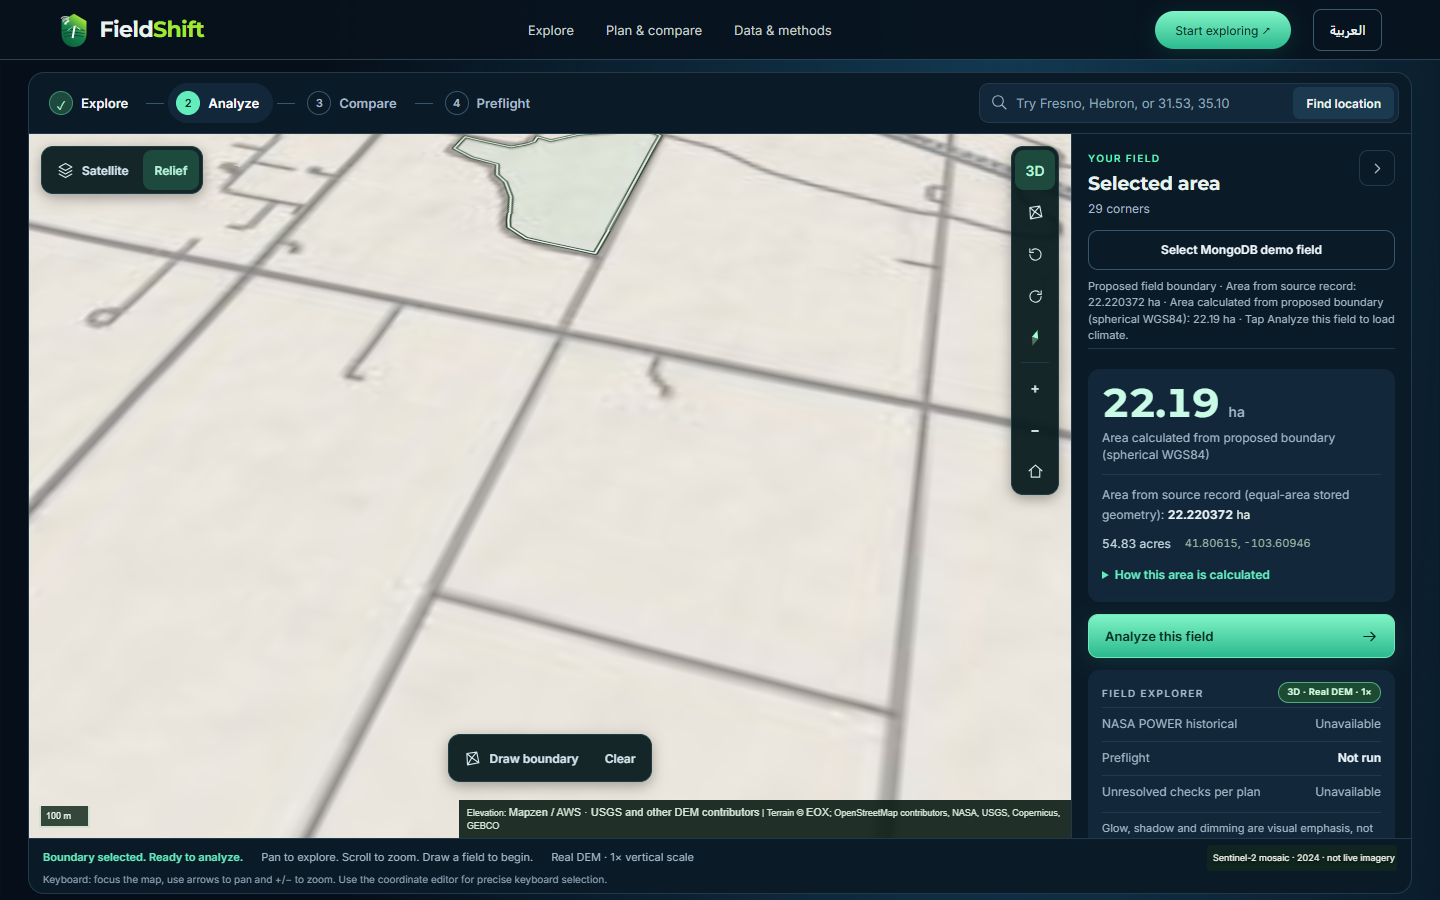 FieldShift
Explore
Plan & compare
Data & methods
Start exploring ↗
العربية
✓ Explore
2 Analyze
3 Compare
4 Preflight
Try Fresno, Hebron, or 31.53, 35.10
Find location
Satellite
Relief
3D
+
−
Draw boundary
Clear
100 m
Elevation: Mapzen / AWS · USGS and other DEM contributors | Terrain © EOX; OpenStreetMap contributors, NASA, USGS, Copernicus,
GEBCO
YOUR FIELD
Selected area
29 corners
Select MongoDB demo field
Proposed field boundary · Area from source record:
22.220372 ha · Area calculated from proposed boundary
(spherical WGS84): 22.19 ha · Tap Analyze this field to load
climate.
22.19 ha
Area calculated from proposed boundary
(spherical WGS84)
Area from source record (equal-area stored
geometry): 22.220372 ha
54.83 acres 41.80615, -103.60946
▶ How this area is calculated
Analyze this field →
FIELD EXPLORER
3D · Real DEM · 1×
NASA POWER historical Unavailable
Preflight Not run
Unresolved checks per plan Unavailable
Glow, shadow and dimming are visual emphasis, not
Boundary selected. Ready to analyze. Pan to explore. Scroll to zoom. Draw a field to begin. Real DEM · 1× vertical scale
Sentinel-2 mosaic · 2024 · not live imagery
Keyboard: focus the map, use arrows to pan and +/− to zoom. Use the coordinate editor for precise keyboard selection.